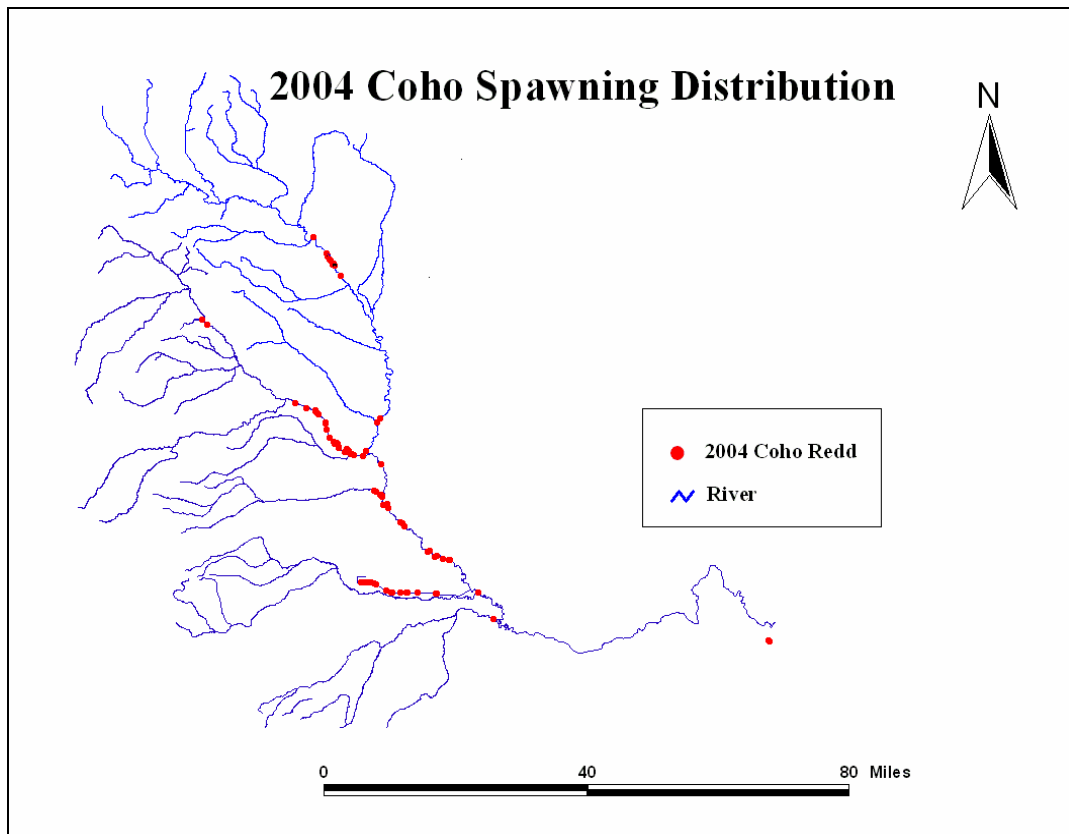 2004 Coho Spawning Distribution
N
2004 Coho Redd
River
0 40 80 Miles